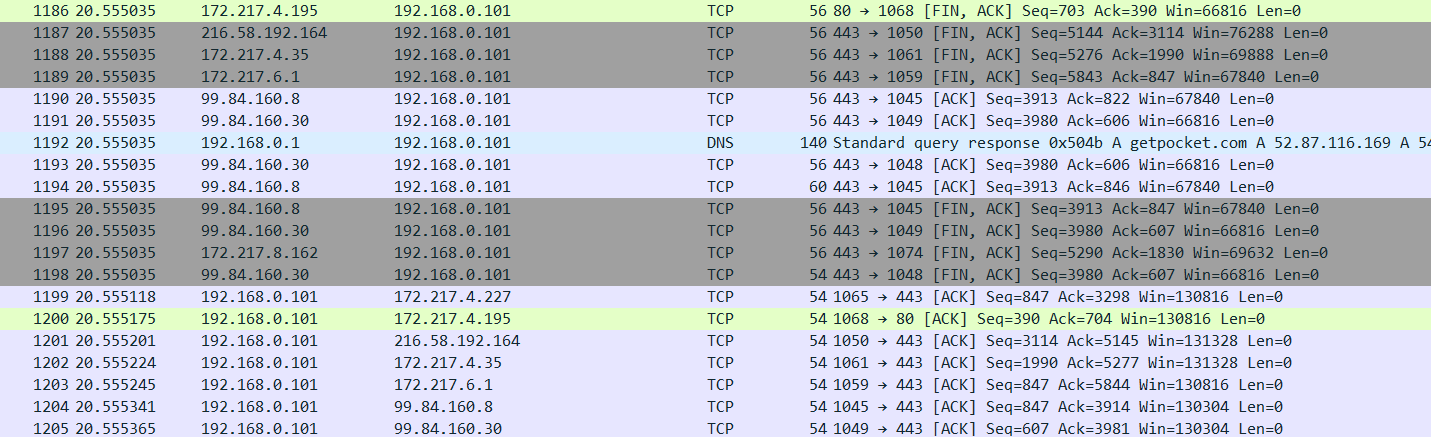 1186 20.555035 172.217.4.195 192.168.0.101 TCP 56 80 → 1068 [FIN, ACK] Seq=703 Ack=390 Win=66816 Len=0
1187 20.555035 216.58.192.164 192.168.0.101 TCP 56 443 → 1050 [FIN, ACK] Seq=5144 Ack=3114 Win=76288 Len=0
1188 20.555035 172.217.4.35 192.168.0.101 TCP 56 443 → 1061 [FIN, ACK] Seq=5276 Ack=1990 Win=69888 Len=0
1189 20.555035 172.217.6.1 192.168.0.101 TCP 56 443 → 1059 [FIN, ACK] Seq=5843 Ack=847 Win=67840 Len=0
1190 20.555035 99.84.160.8 192.168.0.101 TCP 56 443 → 1045 [ACK] Seq=3913 Ack=822 Win=67840 Len=0
1191 20.555035 99.84.160.30 192.168.0.101 TCP 56 443 → 1049 [ACK] Seq=3980 Ack=606 Win=66816 Len=0
1192 20.555035 192.168.0.1 192.168.0.101 DNS 140 Standard query response 0x504b A getpocket.com A 52.87.116.169 A 54
1193 20.555035 99.84.160.30 192.168.0.101 TCP 56 443 → 1048 [ACK] Seq=3980 Ack=606 Win=66816 Len=0
1194 20.555035 99.84.160.8 192.168.0.101 TCP 60 443 → 1045 [ACK] Seq=3913 Ack=846 Win=67840 Len=0
1195 20.555035 99.84.160.8 192.168.0.101 TCP 56 443 → 1045 [FIN, ACK] Seq=3913 Ack=847 Win=67840 Len=0
1196 20.555035 99.84.160.30 192.168.0.101 TCP 56 443 → 1049 [FIN, ACK] Seq=3980 Ack=607 Win=66816 Len=0
1197 20.555035 172.217.8.162 192.168.0.101 TCP 56 443 → 1074 [FIN, ACK] Seq=5290 Ack=1830 Win=69632 Len=0
1198 20.555035 99.84.160.30 192.168.0.101 TCP 54 443 → 1048 [FIN, ACK] Seq=3980 Ack=607 Win=66816 Len=0
1199 20.555118 192.168.0.101 172.217.4.227 TCP 54 1065 → 443 [ACK] Seq=847 Ack=3298 Win=130816 Len=0
1200 20.555175 192.168.0.101 172.217.4.195 TCP 54 1068 → 80 [ACK] Seq=390 Ack=704 Win=130816 Len=0
1201 20.555201 192.168.0.101 216.58.192.164 TCP 54 1050 → 443 [ACK] Seq=3114 Ack=5145 Win=131328 Len=0
1202 20.555224 192.168.0.101 172.217.4.35 TCP 54 1061 → 443 [ACK] Seq=1990 Ack=5277 Win=131328 Len=0
1203 20.555245 192.168.0.101 172.217.6.1 TCP 54 1059 → 443 [ACK] Seq=847 Ack=5844 Win=130816 Len=0
1204 20.555341 192.168.0.101 99.84.160.8 TCP 54 1045 → 443 [ACK] Seq=847 Ack=3914 Win=130304 Len=0
1205 20.555365 192.168.0.101 99.84.160.30 TCP 54 1049 → 443 [ACK] Seq=607 Ack=3981 Win=130304 Len=0